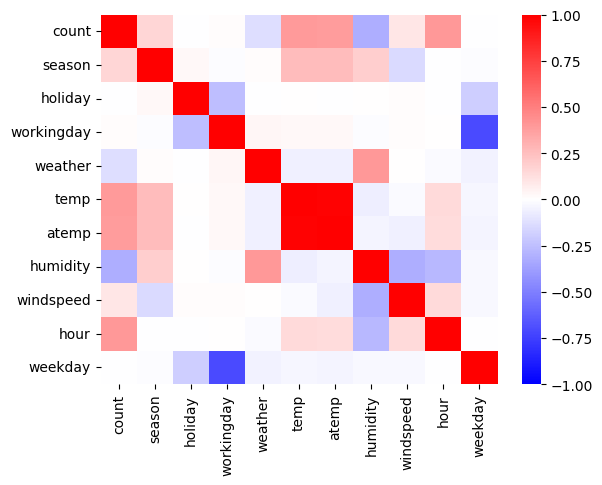 count
season
holiday
workingday
weather
temp
atemp
humidity
windspeed
hour
weekday
count
season
holiday
workingday
weather
temp
atemp
humidity
windspeed
hour
weekday
1.00
0.75
0.50
0.25
0.00
−0.25
−0.50
−0.75
−1.00